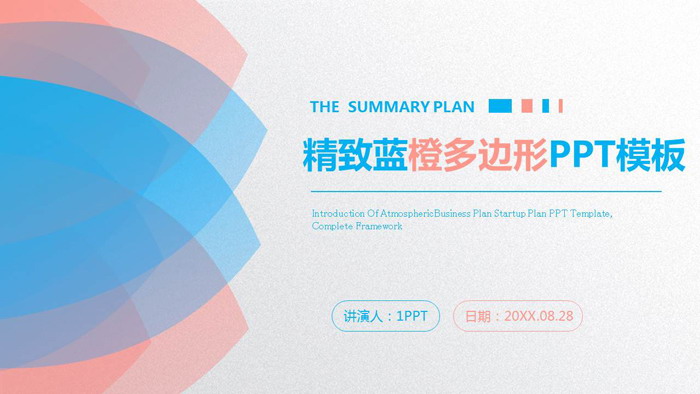 THE SUMMARY PLAN
精致蓝橙多边形PPT模板
Introduction Of AtmosphericBusiness Plan Startup Plan PPT Template,
Complete Framework
讲演人：1PPT
日期：20XX.08.28